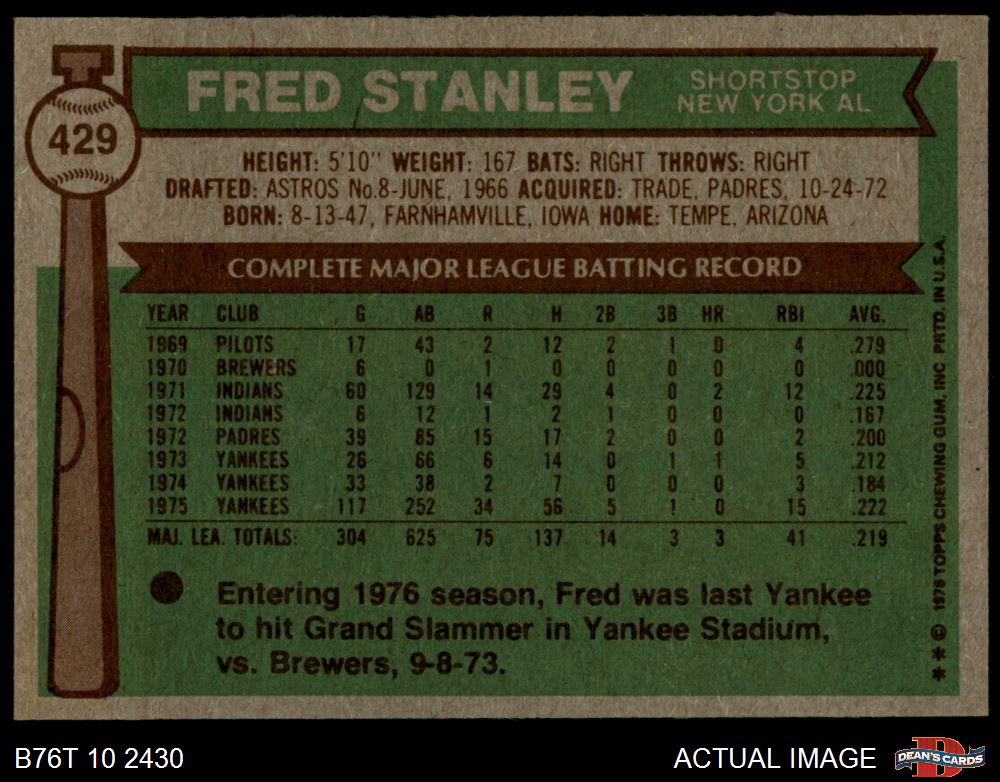 429
FRED STANLEY
SHORTSTOP
NEW YORK AL
HEIGHT: 5'10" WEIGHT: 167 BATS: RIGHT THROWS: RIGHT
DRAFTED: ASTROS No.8-JUNE, 1966 ACQUIRED: TRADE, PADRES, 10-24-72
BORN: 8-13-47, FARNHAMVILLE, IOWA HOME: TEMPE, ARIZONA
COMPLETE MAJOR LEAGUE BATTING RECORD
YEAR CLUB G AB R H 2B 3B HR RBI AVG.
1969 PILOTS 17 43 2 12 2 1 0 4 .279
1970 BREWERS 6 0 1 0 0 0 0 0 .000
1971 INDIANS 60 129 14 29 4 0 2 12 .225
1972 INDIANS 6 12 1 2 1 0 0 0 .167
1972 PADRES 39 85 15 17 2 0 0 2 .200
1973 YANKEES 26 66 6 14 0 1 1 5 .212
1974 YANKEES 33 38 2 7 0 0 0 3 .184
1975 YANKEES 117 252 34 56 5 1 0 15 .222
MAJ. LEA. TOTALS: 304 625 75 137 14 3 3 41 .219
Entering 1976 season, Fred was last Yankee
to hit Grand Slammer in Yankee Stadium,
vs. Brewers, 9-8-73.
** © 1976 TOPPS CHEWING GUM, INC PRTD. IN U.S.A.
B76T 10 2430
ACTUAL IMAGE
D
DEAN'S CARDS